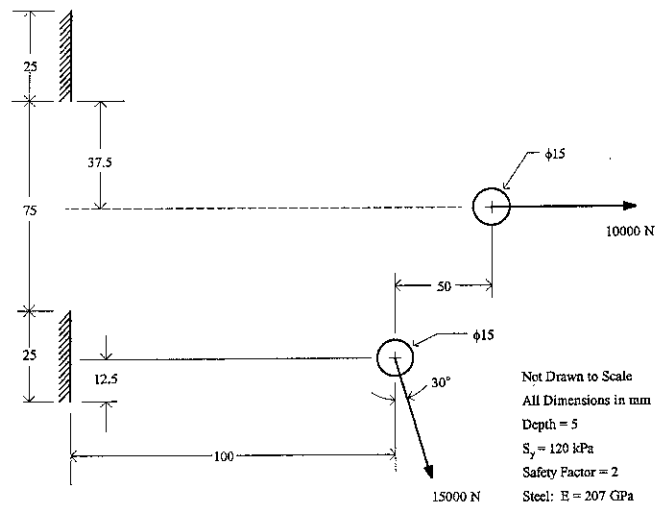 25
37.5
75
ϕ15
10000 N
50
25
12.5
ϕ15
30°
100
15000 N
Not Drawn to Scale
All Dimensions in mm
Depth = 5
Sy = 120 kPa
Safety Factor = 2
Steel: E = 207 GPa